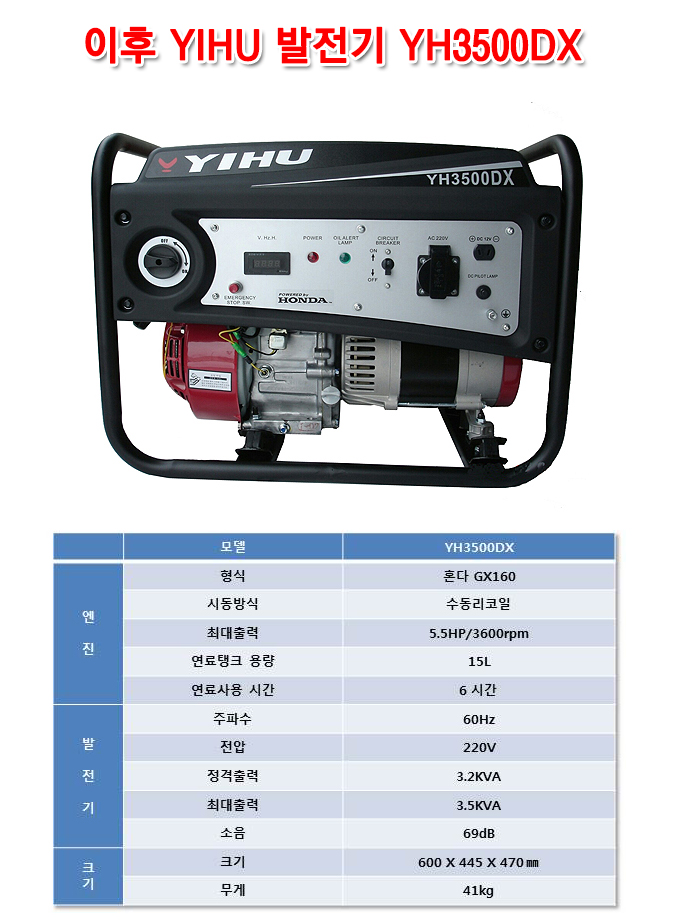 이후 YIHU 발전기 YH3500DX
YIHU
YH3500DX
V. Hz. H.
POWER
OIL ALERT
LAMP
CIRCUIT
BREAKER
AC 220V
DC 12V
OFF
ON
ON
OFF
DC PILOT LAMP
EMERGENCY
STOP SW.
POWERED by
HONDA
모델 YH3500DX
엔진
형식 혼다 GX160
시동방식 수동리코일
최대출력 5.5HP/3600rpm
연료탱크 용량 15L
연료사용 시간 6 시간
발전기
주파수 60Hz
전압 220V
정격출력 3.2KVA
최대출력 3.5KVA
소음 69dB
크기
크기 600 X 445 X 470㎜
무게 41kg